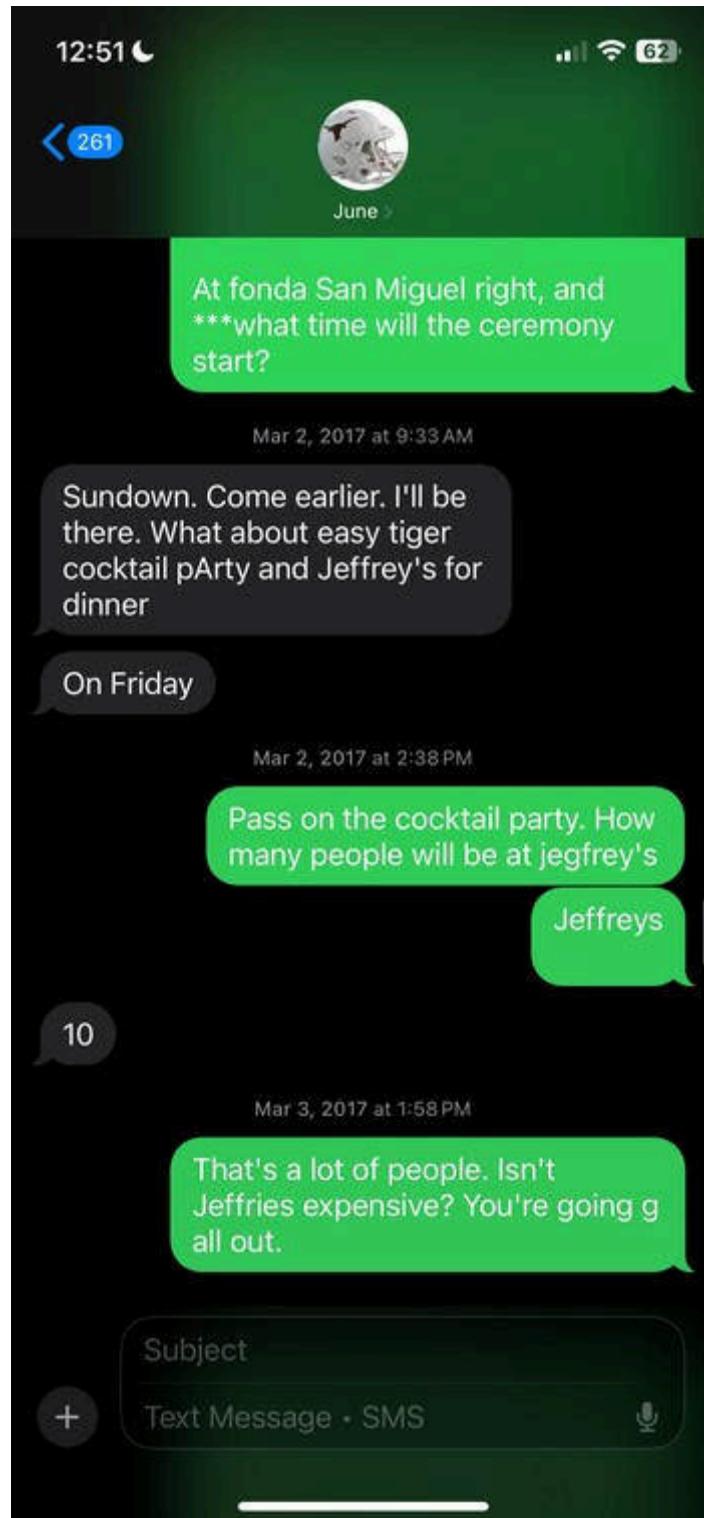 12:51
62
261
June
At fonda San Miguel right, and
***what time will the ceremony
start?
Mar 2, 2017 at 9:33 AM
Sundown. Come earlier. I'll be
there. What about easy tiger
cocktail pArty and Jeffrey's for
dinner
On Friday
Mar 2, 2017 at 2:38 PM
Pass on the cocktail party. How
many people will be at jegfrey's
Jeffreys
10
Mar 3, 2017 at 1:58 PM
That's a lot of people. Isn't
Jeffries expensive? You're going g
all out.
Subject
Text Message • SMS